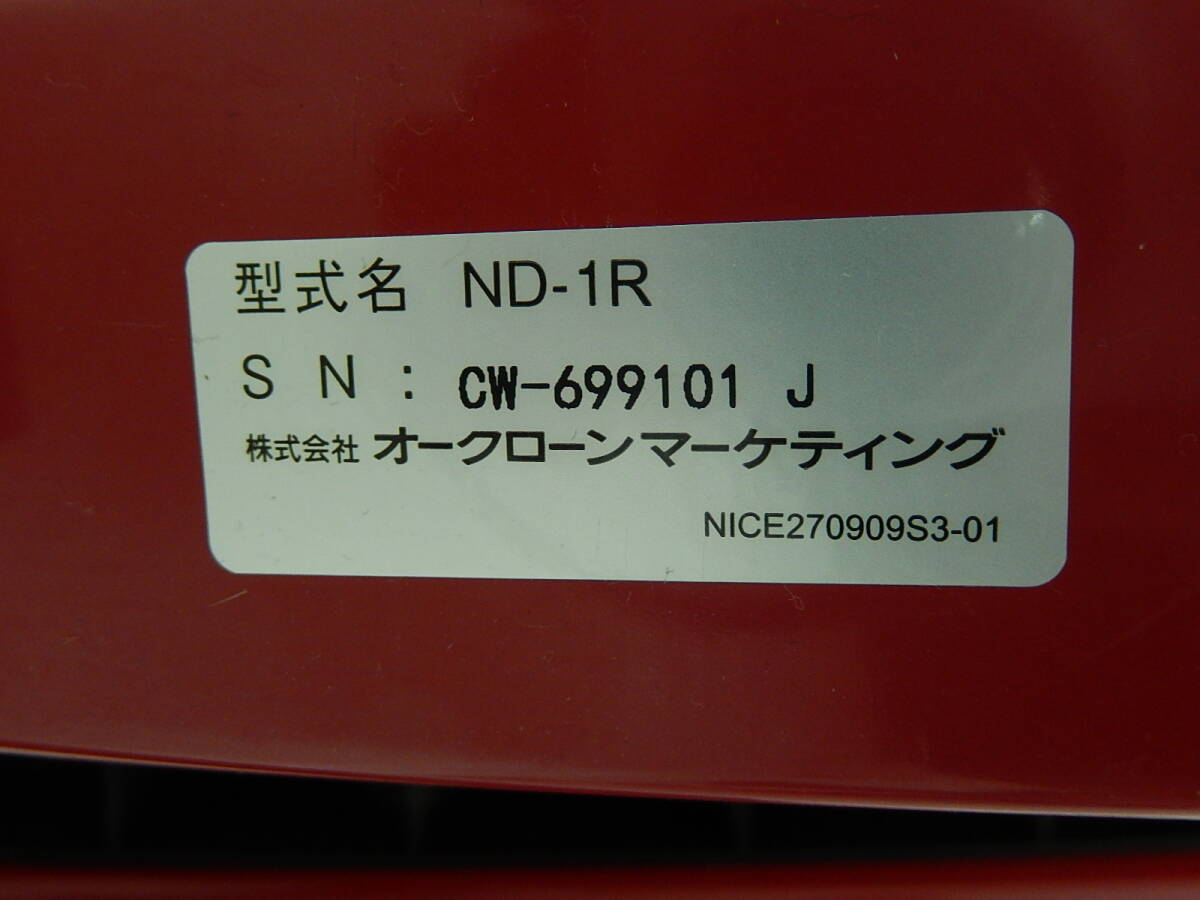 型式名 ND-1R
S N : CW-699101 J
株式会社 オークローンマーケティング
NICE270909S3-01